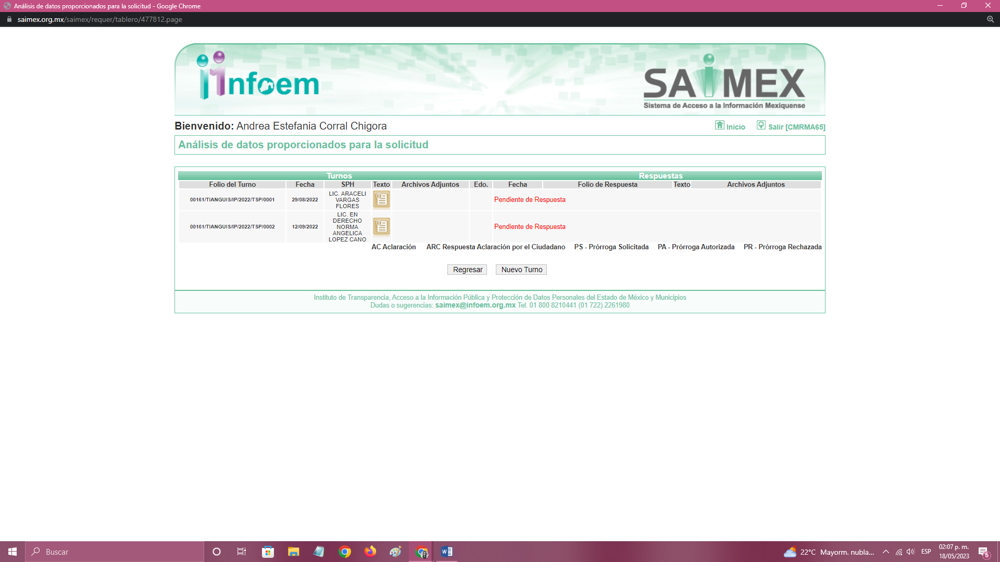 Análisis de datos proporcionados para la solicitud - Google Chrome
saimex.org.mx/saimex/requer/tablero/477812.page
infoem
SAIMEX
Sistema de Acceso a la Información Mexiquense
Bienvenido: Andrea Estefania Corral Chigora
Inicio Salir [CMRMA65]
Análisis de datos proporcionados para la solicitud
Turnos Respuestas
Folio del Turno Fecha SPH Texto Archivos Adjuntos Edo. Fecha Folio de Respuesta Texto Archivos Adjuntos
00161/TIANGUIS/IP/2022/TSP/0001 29/08/2022 LIC. ARACELI
VARGAS
FLORES
Pendiente de Respuesta
00161/TIANGUIS/IP/2022/TSP/0002 12/09/2022 LIC. EN
DERECHO
NORMA
ANGELICA
LOPEZ CANO
Pendiente de Respuesta
AC Aclaración ARC Respuesta Aclaración por el Ciudadano PS - Prórroga Solicitada PA - Prórroga Autorizada PR - Prórroga Rechazada
Regresar Nuevo Turno
Instituto de Transparencia, Acceso a la Información Pública y Protección de Datos Personales del Estado de México y Municipios
Dudas o sugerencias: saimex@infoem.org.mx Tel. 01 800 8210441 (01 722) 2261980
Buscar
22°C Mayorm. nubla...
ESP
02:07 p. m.
18/05/2023
6